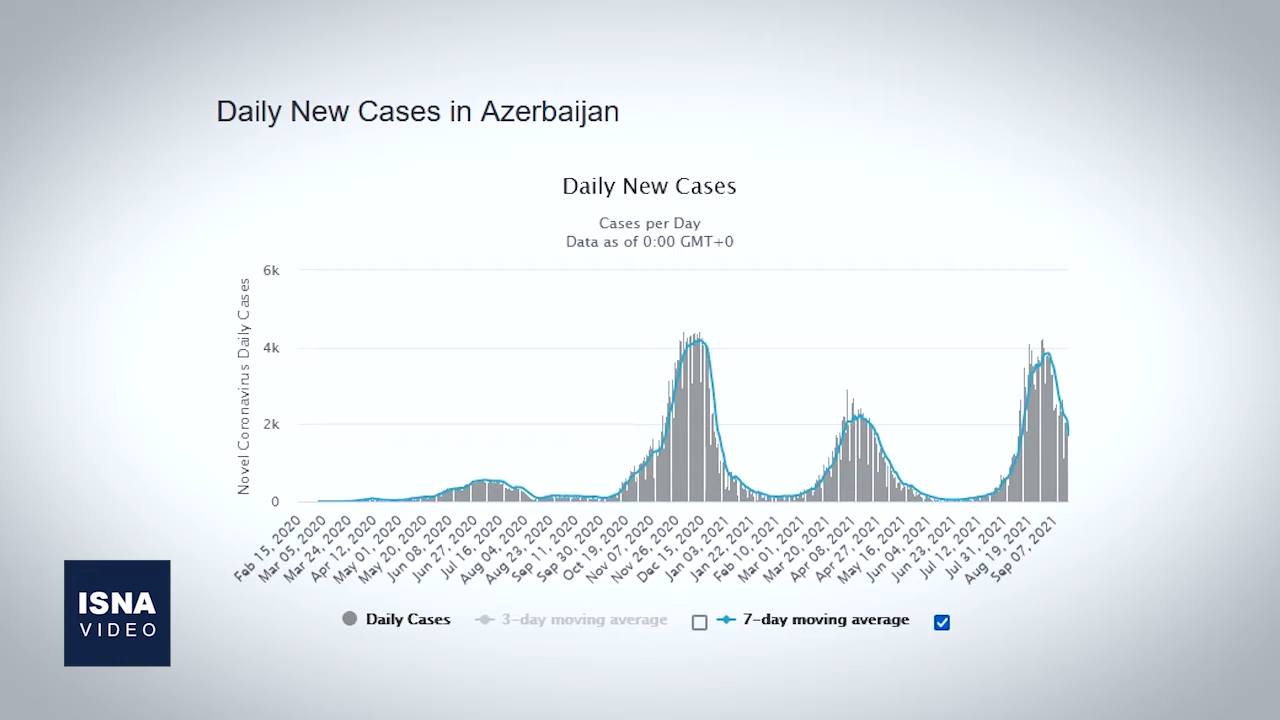 Daily New Cases in Azerbaijan
Daily New Cases
Cases per Day
Data as of 0:00 GMT+0
Novel Coronavirus Daily Cases
6k
4k
2k
0
Feb 15, 2020
Mar 05, 2020
Mar 24, 2020
Apr 12, 2020
May 01, 2020
May 20, 2020
Jun 08, 2020
Jun 27, 2020
Jul 16, 2020
Aug 04, 2020
Aug 23, 2020
Sep 11, 2020
Sep 30, 2020
Oct 19, 2020
Nov 07, 2020
Nov 26, 2020
Dec 15, 2020
Jan 03, 2021
Jan 22, 2021
Feb 10, 2021
Mar 01, 2021
Mar 20, 2021
Apr 08, 2021
Apr 27, 2021
May 16, 2021
Jun 04, 2021
Jun 23, 2021
Jul 12, 2021
Jul 31, 2021
Aug 19, 2021
Sep 07, 2021
Daily Cases 3-day moving average 7-day moving average
ISNA
VIDEO